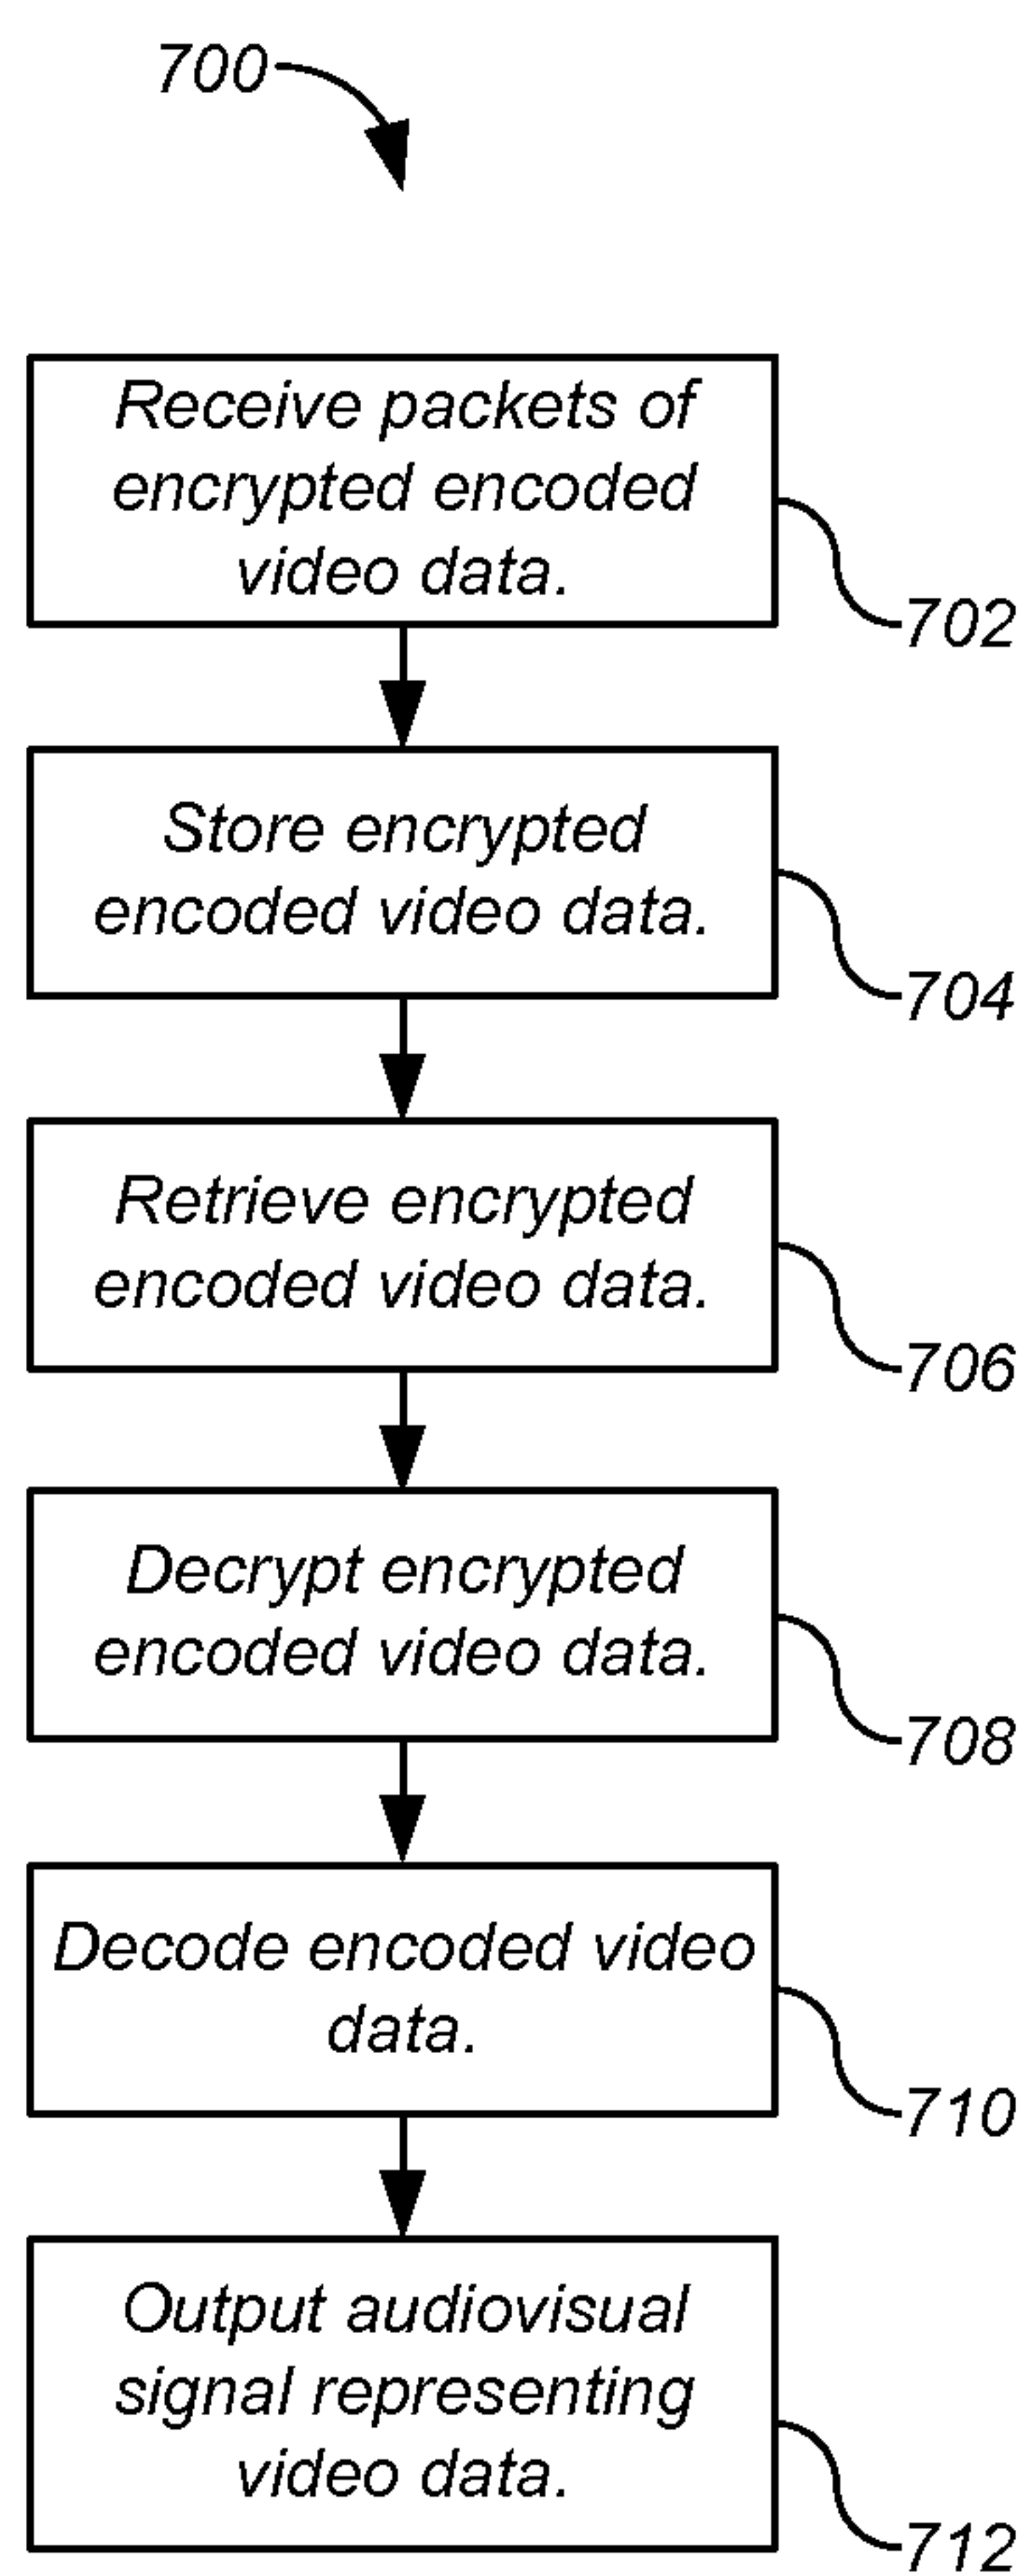 700
Receive packets of
encrypted encoded
video data.
702
Store encrypted
encoded video data.
704
Retrieve encrypted
encoded video data.
706
Decrypt encrypted
encoded video data.
708
Decode encoded video
data.
710
Output audiovisual
signal representing
video data.
712